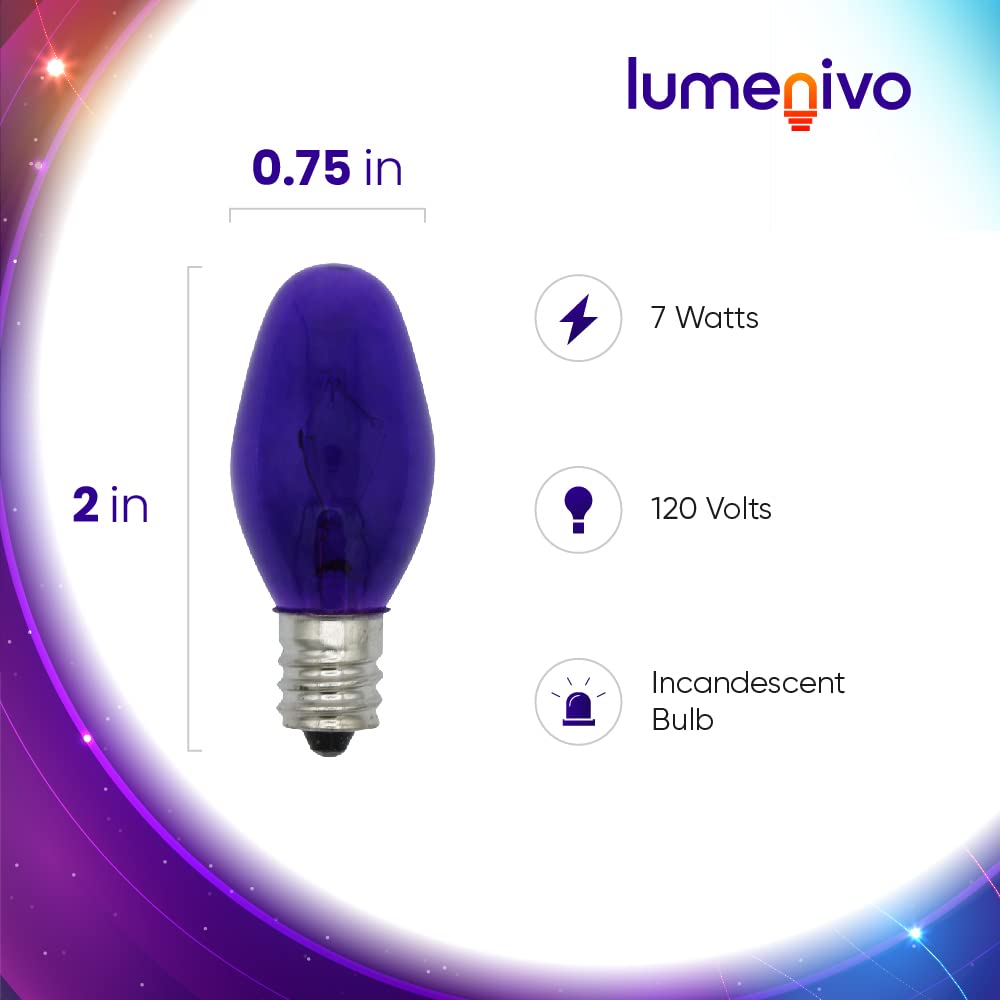 lumenivo
0.75 in
2 in
7 Watts
120 Volts
Incandescent
Bulb